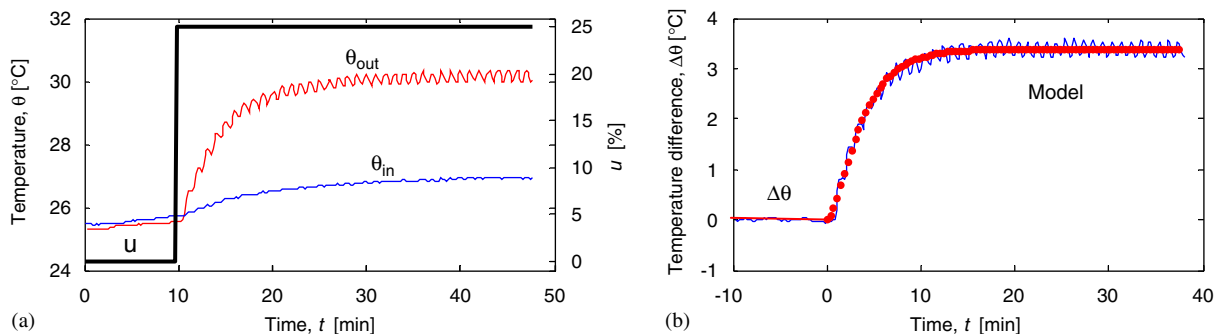 32
30
28
26
24
Temperature, θ [°C]
θout
θin
u
25
20
15
10
5
0
u [%]
0 10 20 30 40 50
(a)
Time, t [min]
4
3
2
1
0
-1
Temperature difference, Δθ [°C]
Model
Δθ
-10 0 10 20 30 40
(b)
Time, t [min]